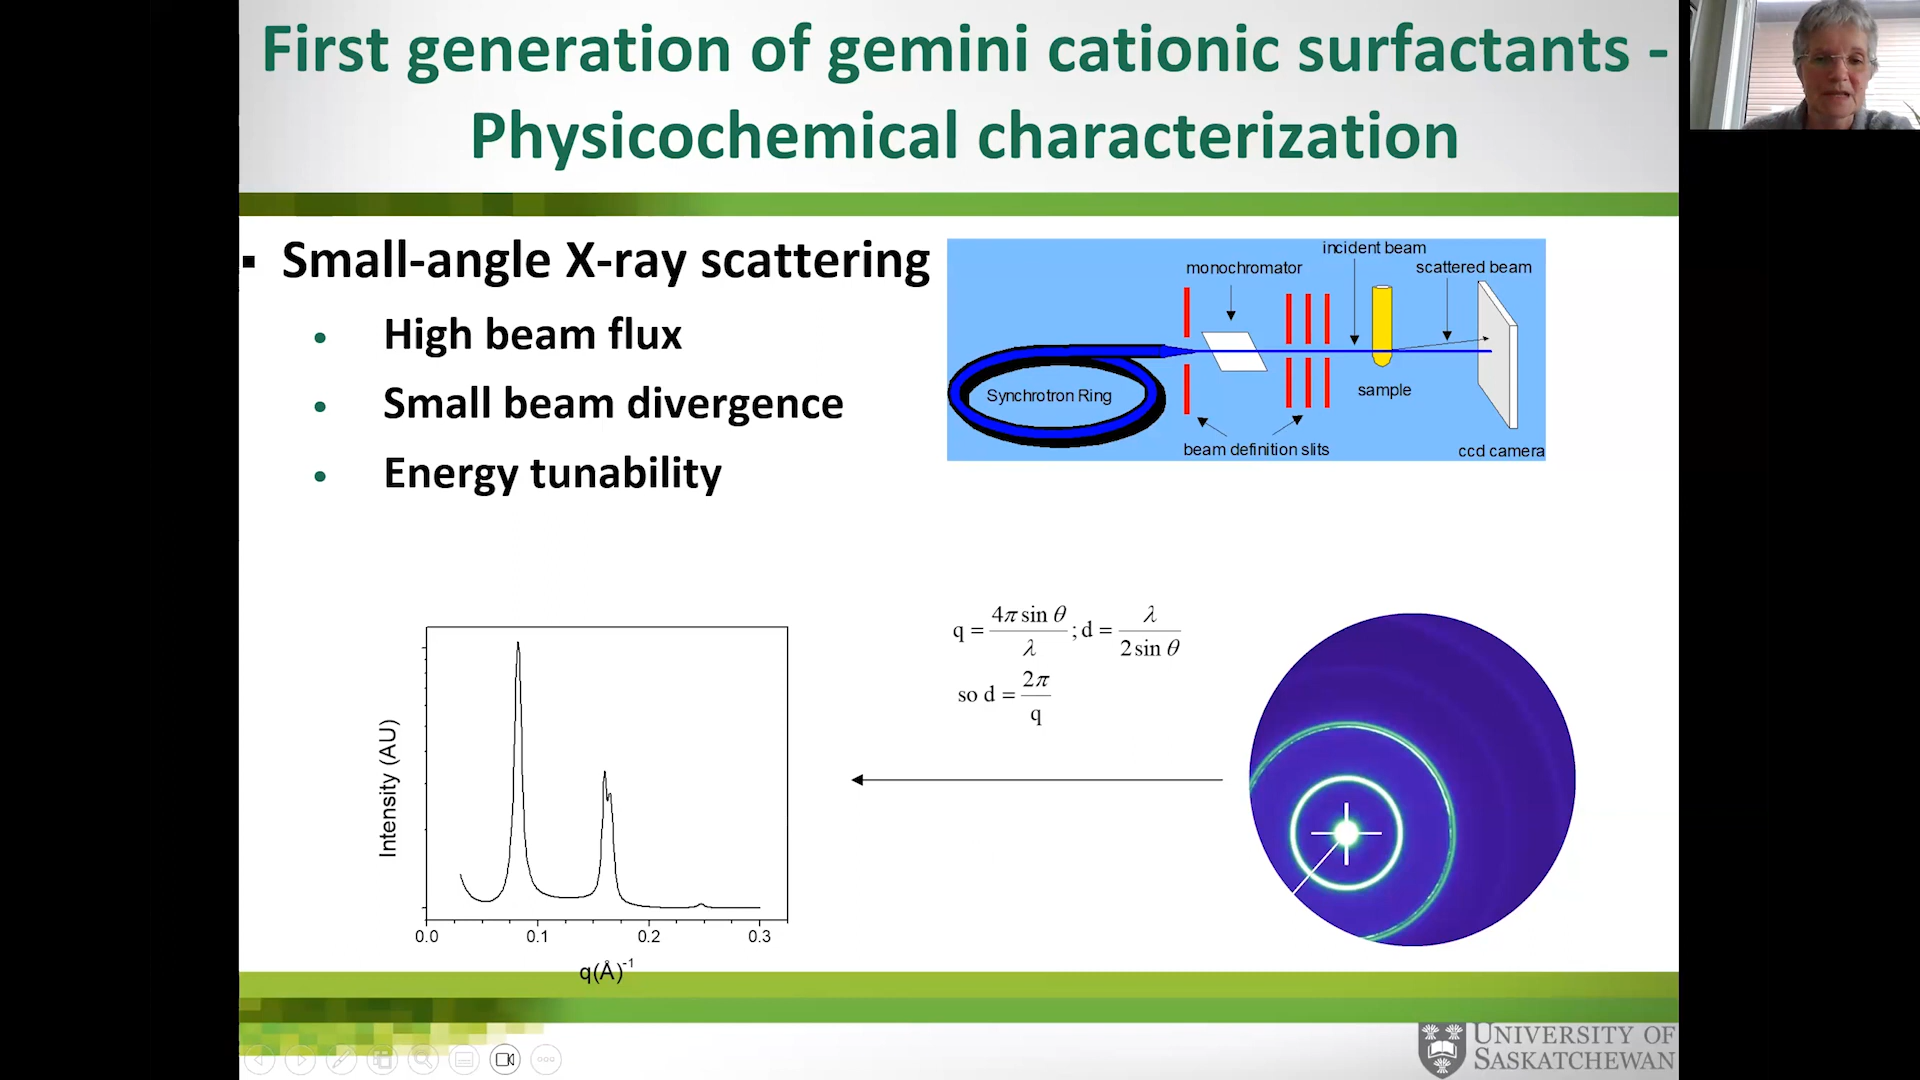 First generation of gemini cationic surfactants -
Physicochemical characterization
▪ Small-angle X-ray scattering
• High beam flux
• Small beam divergence
• Energy tunability
incident beam
monochromator
scattered beam
Synchrotron Ring
sample
beam definition slits
ccd camera
q = 4π sin θ / λ ; d = λ / 2 sin θ
so d = 2π / q
Intensity (AU)
0.0 0.1 0.2 0.3
q(Å)⁻¹
UNIVERSITY OF
SASKATCHEWAN